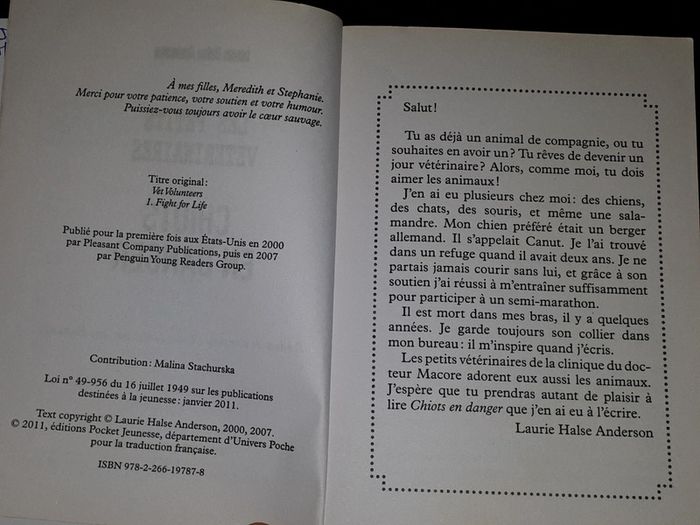 À mes filles, Meredith et Stephanie.
Merci pour votre patience, votre soutien et votre humour.
Puissiez-vous toujours avoir le cœur sauvage.
Titre original :
Vet Volunteers
1. Fight for Life
Publié pour la première fois aux États-Unis en 2000
par Pleasant Company Publications, puis en 2007
par Penguin Young Readers Group.
Contribution : Malina Stachurska
Loi n° 49-956 du 16 juillet 1949 sur les publications
destinées à la jeunesse : janvier 2011.
Text copyright © Laurie Halse Anderson, 2000, 2007.
© 2011, éditions Pocket Jeunesse, département d'Univers Poche
pour la traduction française.
ISBN 978-2-266-19787-8
Salut !
Tu as déjà un animal de compagnie, ou tu
souhaites en avoir un ? Tu rêves de devenir un
jour vétérinaire ? Alors, comme moi, tu dois
aimer les animaux !
J'en ai eu plusieurs chez moi : des chiens,
des chats, des souris, et même une sala-
mandre. Mon chien préféré était un berger
allemand. Il s'appelait Canut. Je l'ai trouvé
dans un refuge quand il avait deux ans. Je ne
partais jamais courir sans lui, et grâce à son
soutien j'ai réussi à m'entraîner suffisamment
pour participer à un semi-marathon.
Il est mort dans mes bras, il y a quelques
années. Je garde toujours son collier dans
mon bureau : il m'inspire quand j'écris.
Les petits vétérinaires de la clinique du doc-
teur Macore adorent eux aussi les animaux.
J'espère que tu prendras autant de plaisir à
lire Chiots en danger que j'en ai eu à l'écrire.
Laurie Halse Anderson